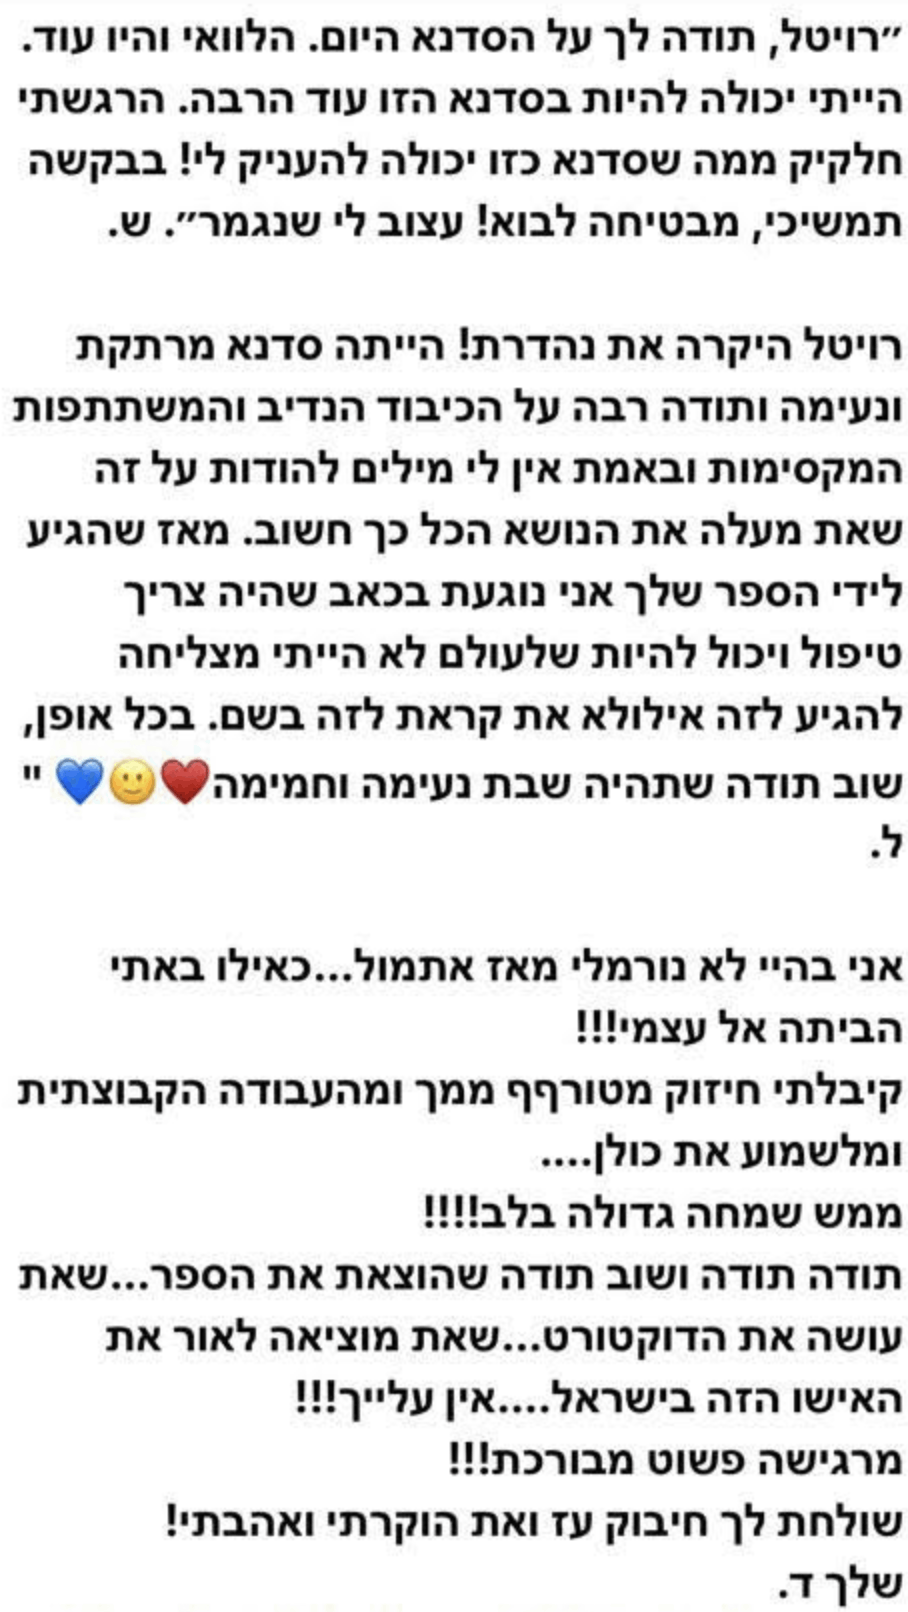 ״רויטל, תודה לך על הסדנא היום. הלוואי והיו עוד.
הייתי יכולה להיות בסדנא הזו עוד הרבה. הרגשתי
חלקיק ממה שסדנא כזו יכולה להעניק לי! בבקשה
תמשיכי, מבטיחה לבוא! עצוב לי שנגמר״. ש.
רויטל היקרה את נהדרת! הייתה סדנא מרתקת
ונעימה ותודה רבה על הכיבוד הנדיב והמשתתפות
המקסימות ובאמת אין לי מילים להודות על זה
שאת מעלה את הנושא הכל כך חשוב. מאז שהגיע
לידי הספר שלך אני נוגעת בכאב שהיה צריך
טיפול ויכול להיות שלעולם לא הייתי מצליחה
להגיע לזה אילולא את קראת לזה בשם. בכל אופן,
שוב תודה שתהיה שבת נעימה וחמימה❤️🙂💙 "
ל.
אני בהיי לא נורמלי מאז אתמול...כאילו באתי
הביתה אל עצמי!!!
קיבלתי חיזוק מטורףף ממך ומהעבודה הקבוצתית
ומלשמוע את כולן....
ממש שמחה גדולה בלב!!!!
תודה תודה ושוב תודה שהוצאת את הספר...שאת
עושה את הדוקטורט...שאת מוציאה לאור את
האישו הזה בישראל....אין עלייך!!!
מרגישה פשוט מבורכת!!!
שולחת לך חיבוק עז ואת הוקרתי ואהבתי!
שלך ד.